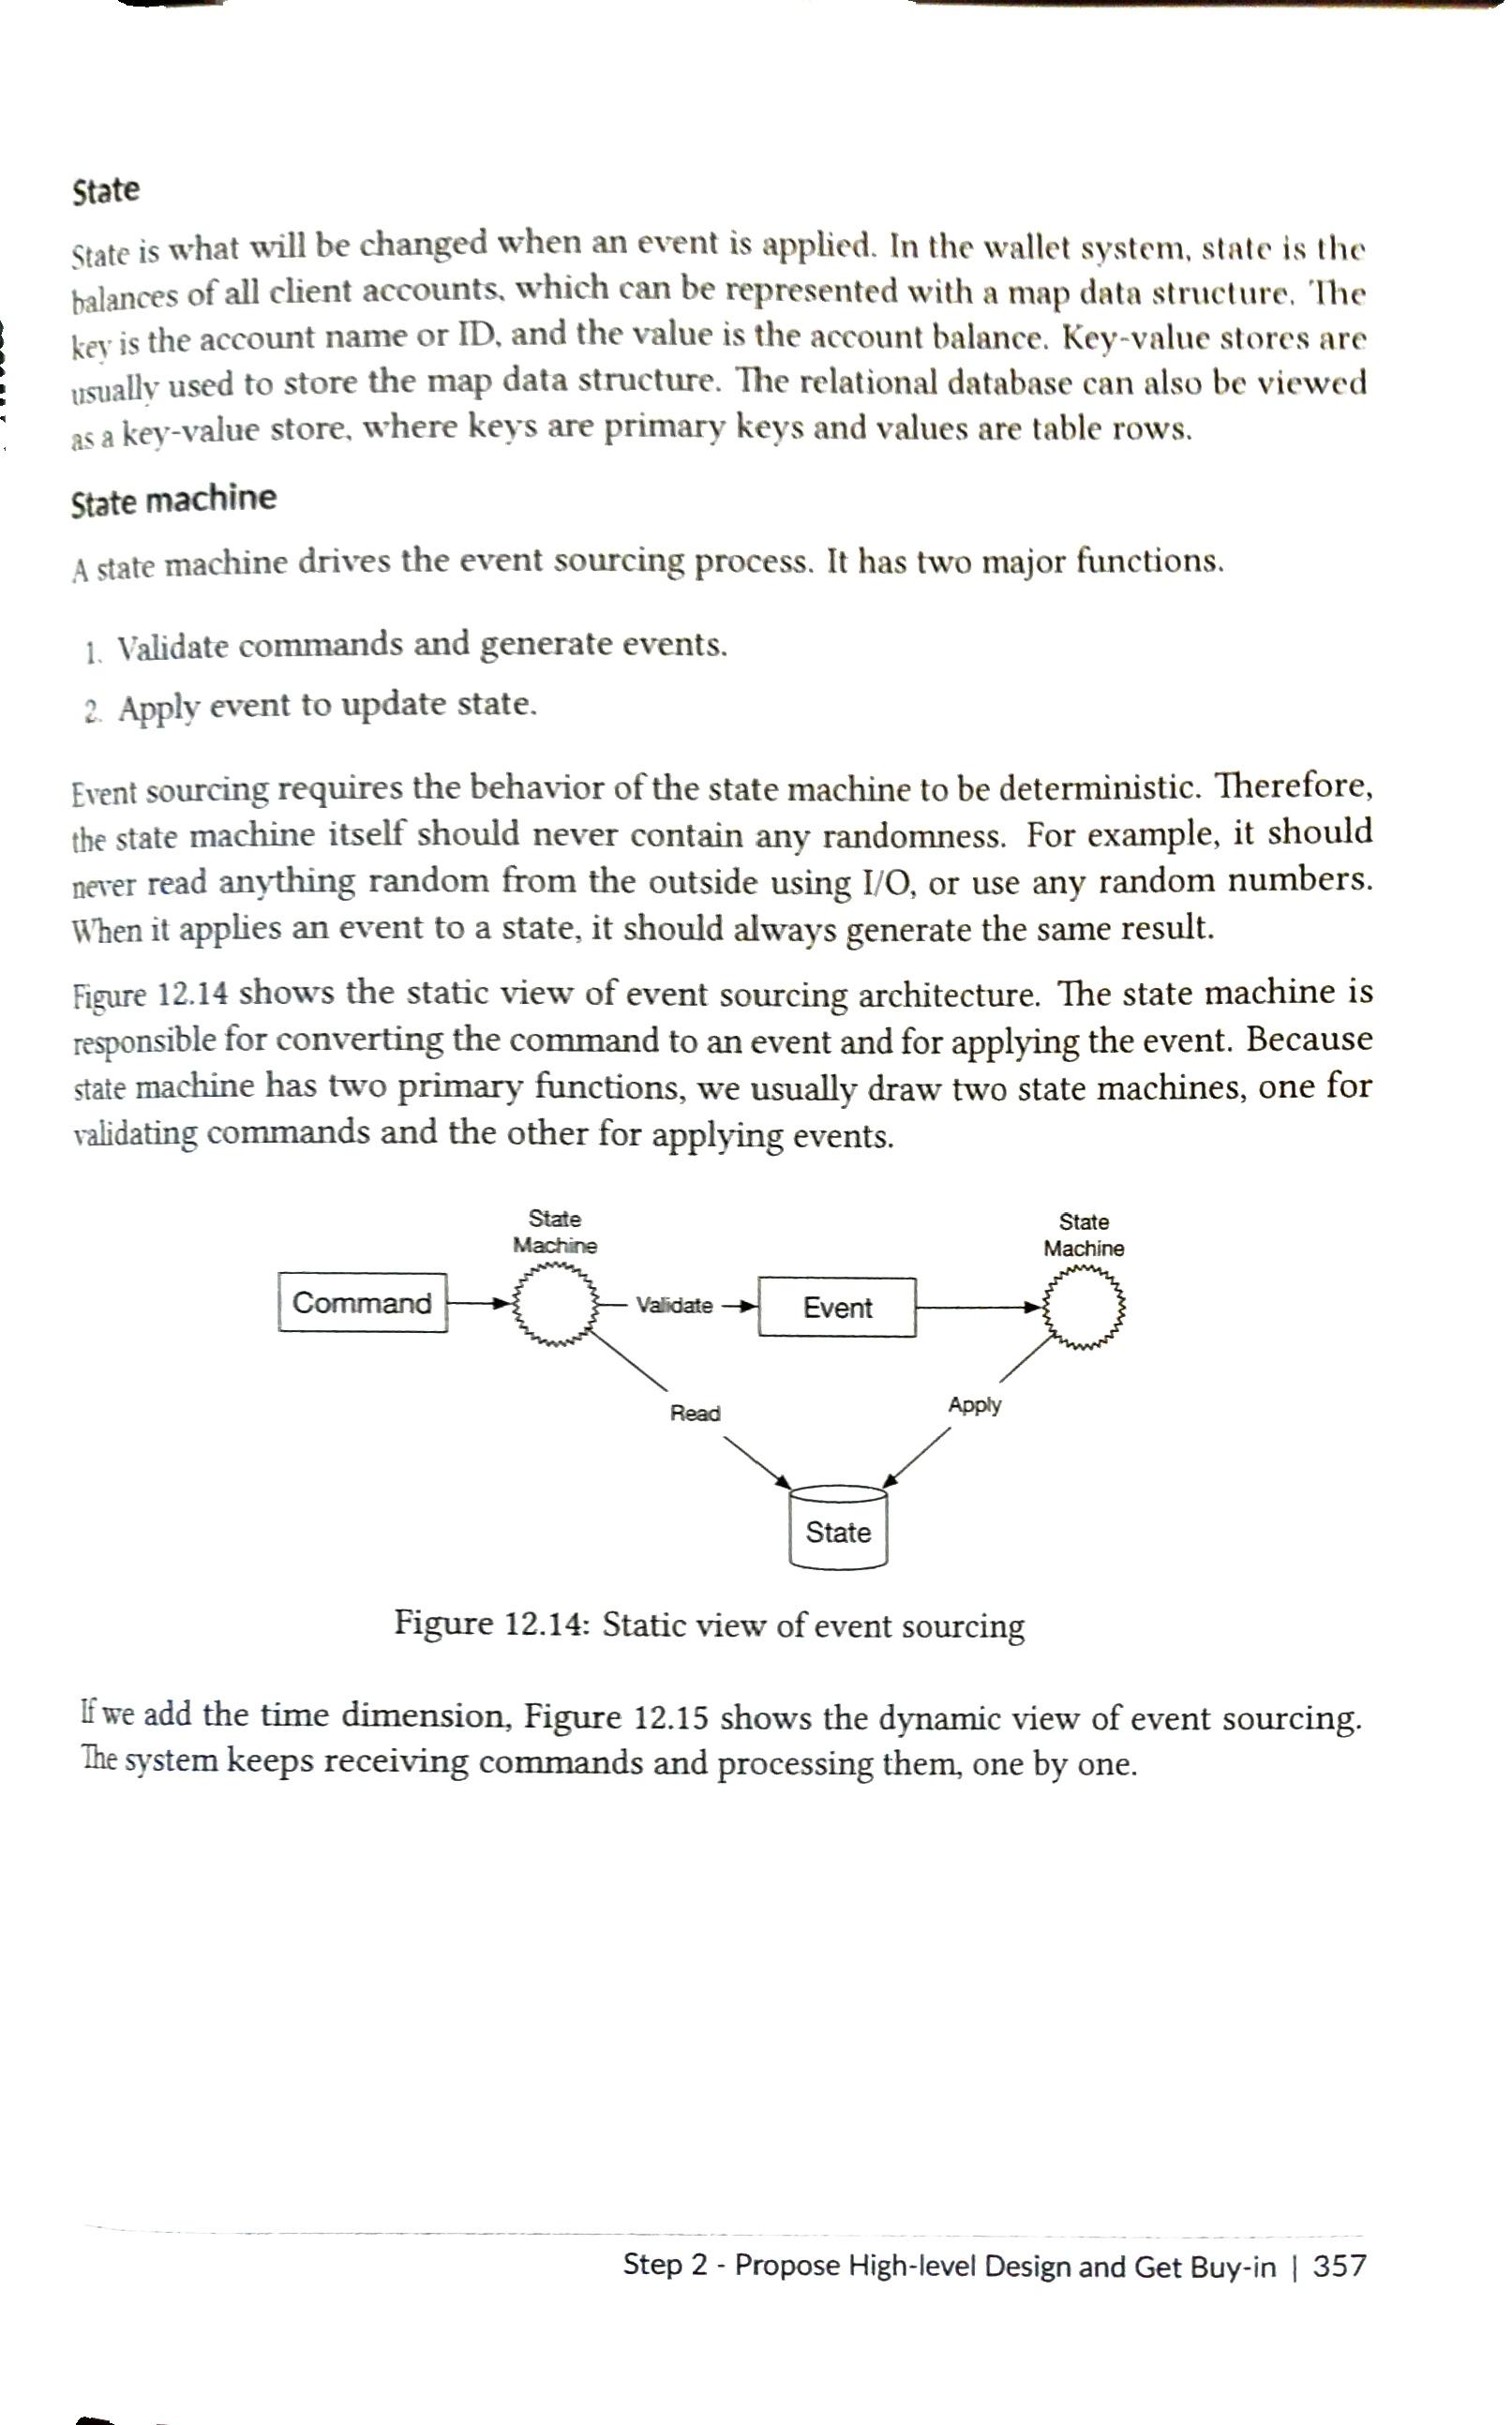 State
State is what will be changed when an event is applied. In the wallet system, state is the
balances of all client accounts, which can be represented with a map data structure. The
key is the account name or ID, and the value is the account balance. Key-value stores are
usually used to store the map data structure. The relational database can also be viewed
as a key-value store, where keys are primary keys and values are table rows.
State machine
A state machine drives the event sourcing process. It has two major functions.
1. Validate commands and generate events.
2. Apply event to update state.
Event sourcing requires the behavior of the state machine to be deterministic. Therefore,
the state machine itself should never contain any randomness. For example, it should
never read anything random from the outside using I/O, or use any random numbers.
When it applies an event to a state, it should always generate the same result.
Figure 12.14 shows the static view of event sourcing architecture. The state machine is
responsible for converting the command to an event and for applying the event. Because
state machine has two primary functions, we usually draw two state machines, one for
validating commands and the other for applying events.
State
Machine
State
Machine
Command
Validate
Event
Read
Apply
State
Figure 12.14: Static view of event sourcing
If we add the time dimension, Figure 12.15 shows the dynamic view of event sourcing.
The system keeps receiving commands and processing them, one by one.
Step 2 - Propose High-level Design and Get Buy-in | 357